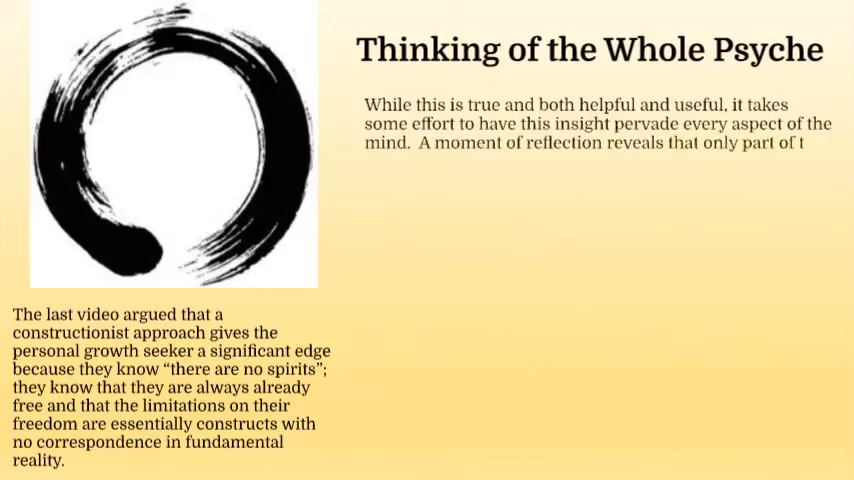 Thinking of the Whole Psyche
While this is true and both helpful and useful, it takes
some effort to have this insight pervade every aspect of the
mind.  A moment of reflection reveals that only part of t
The last video argued that a
constructionist approach gives the
personal growth seeker a significant edge
because they know “there are no spirits”;
they know that they are always already
free and that the limitations on their
freedom are essentially constructs with
no correspondence in fundamental
reality.